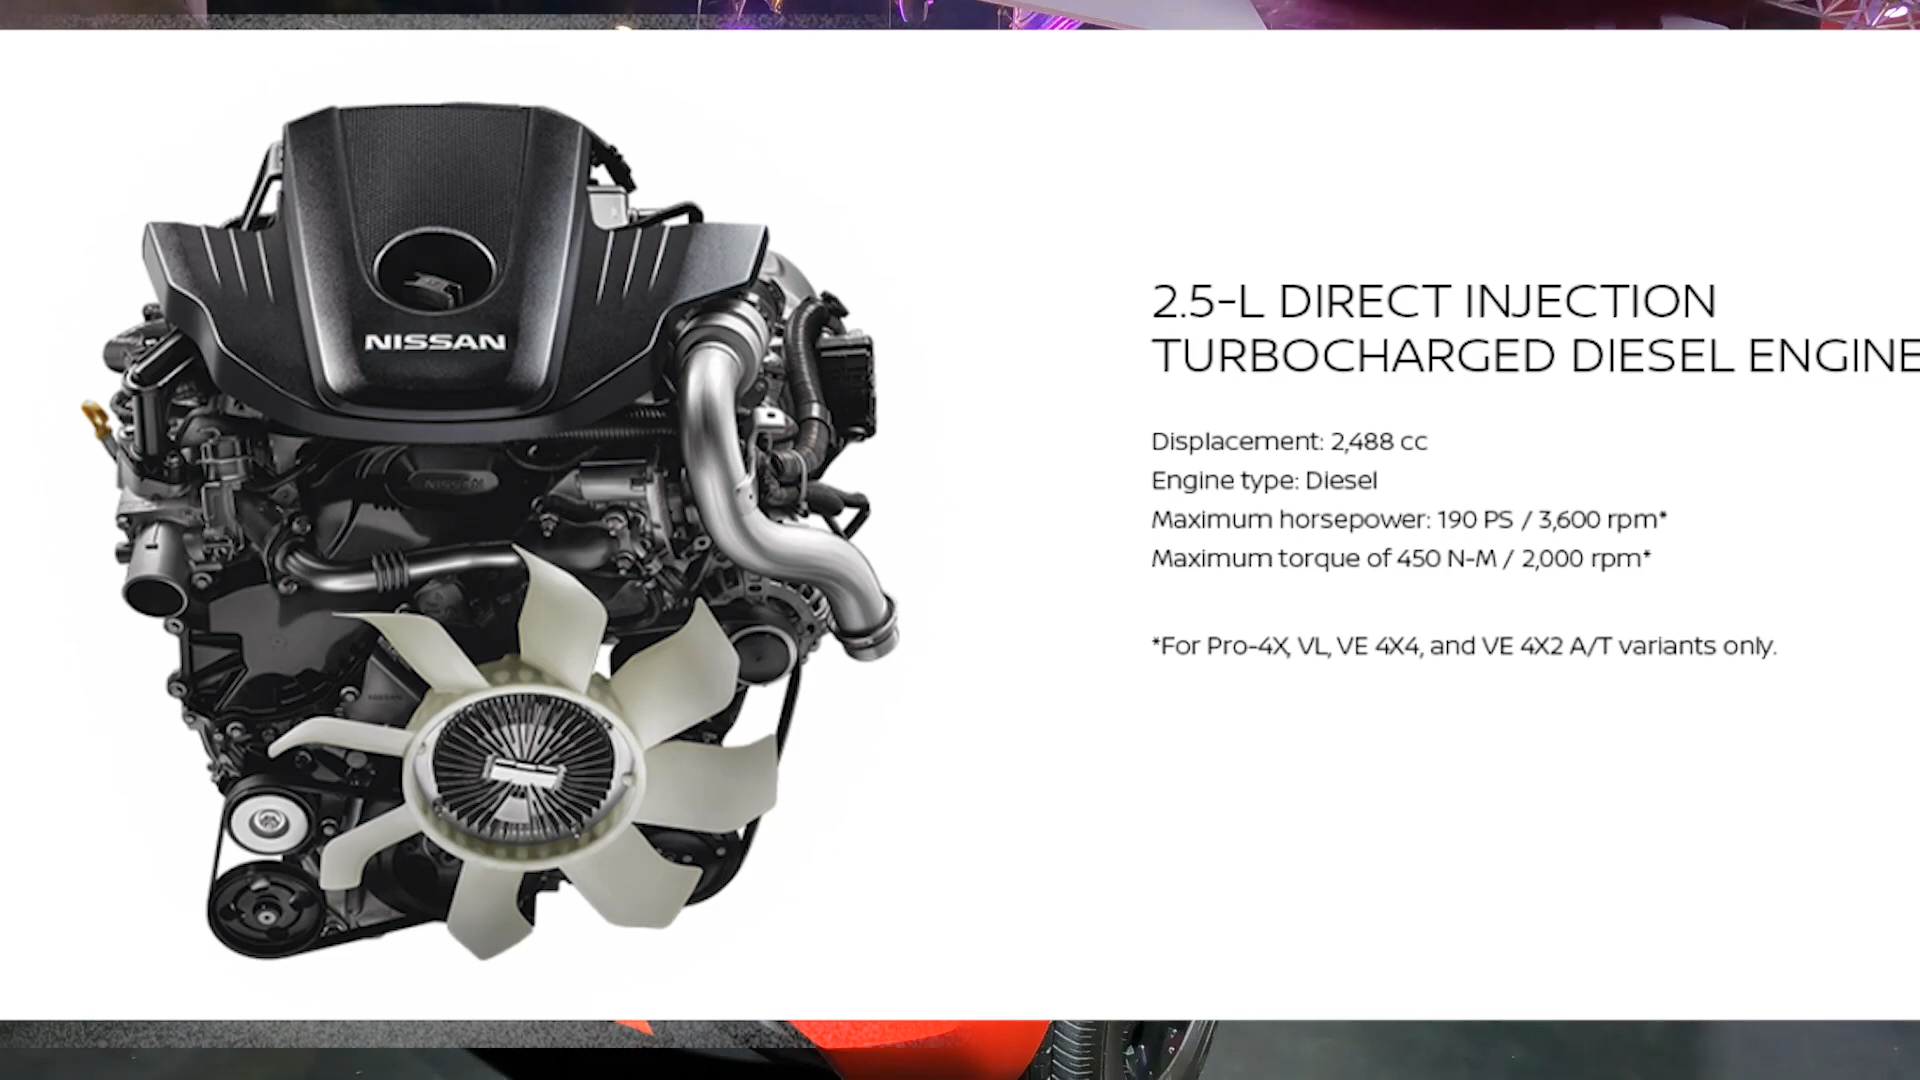 NISSAN
NISSAN
2.5-L DIRECT INJECTION
TURBOCHARGED DIESEL ENGINE
Displacement: 2,488 cc
Engine type: Diesel
Maximum horsepower: 190 PS / 3,600 rpm*
Maximum torque of 450 N-M / 2,000 rpm*
*For Pro-4X, VL, VE 4X4, and VE 4X2 A/T variants only.